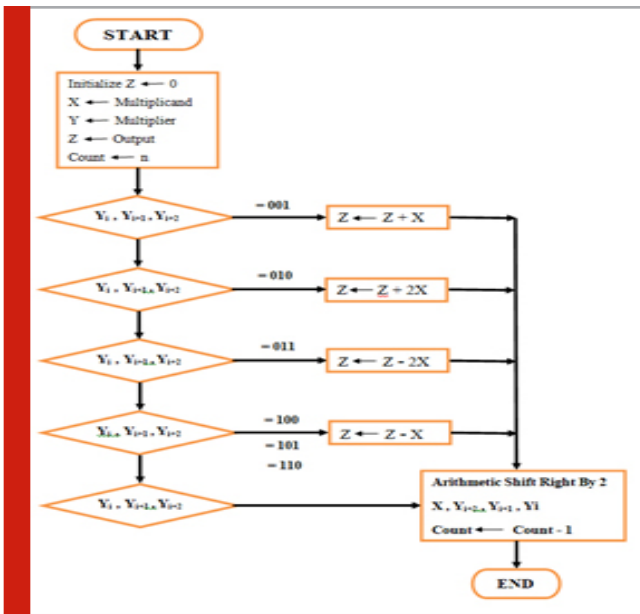 START
Initialize Z ← 0
X ← Multiplicand
Y ← Multiplier
Z ← Output
Count ← n
Yi , Yi+1 , Yi+2
= 001
Z ← Z + X
Yi , Yi+1, Yi+2
= 010
Z ← Z + 2X
Yi , Yi+1, Yi+2
= 011
Z ← Z - 2X
Yi, Yi+1 , Yi+2
= 100
= 101
= 110
Z ← Z - X
Yi , Yi+1, Yi+2
Arithmetic Shift Right By 2
X , Yi+2, Yi+1 , Yi
Count ← Count - 1
END